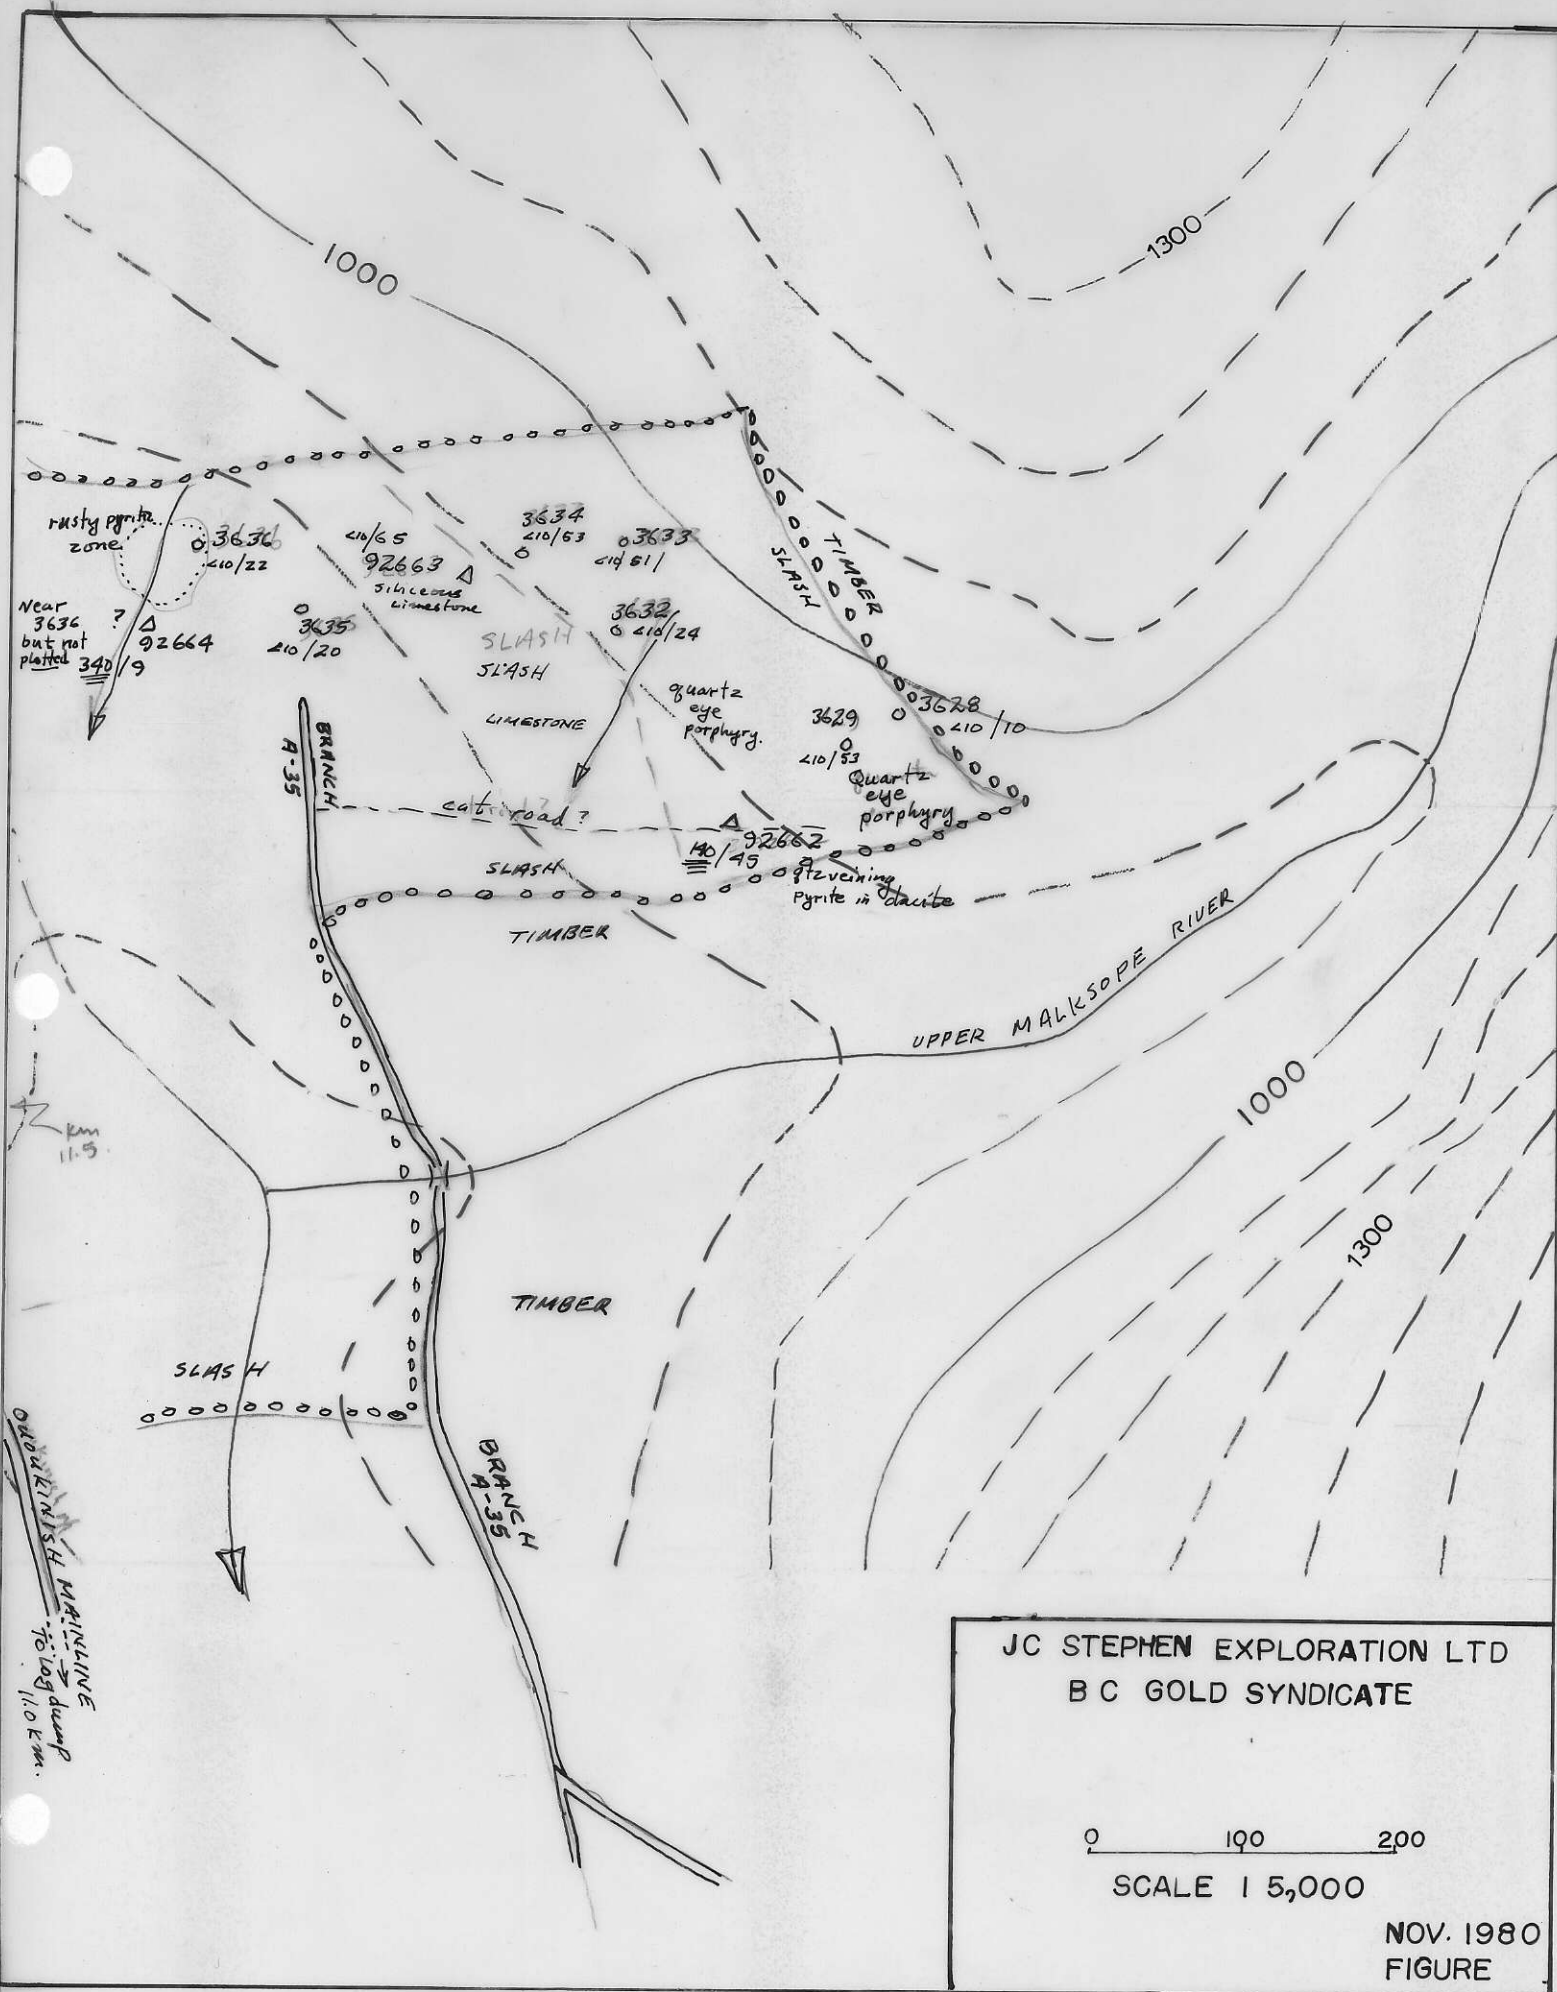 1000
1300
rusty pyrite
zone
3636
<10/22
<10/65
92663
siliceous
limestone
3634
<10/53
3633
<10/51
Near
3636 ?
but not
plotted
92664
340/9
3635
<10/20
3632
<10/24
SLASH
SLASH
LIMESTONE
quartz
eye
porphyry.
TIMBER
SLASH
3628
<10/10
3629
<10/53
Quartz
eye
porphyry
BRANCH
A-35
cat road ?
92662
/45
qtz veining
pyrite in dacite
SLASH
TIMBER
UPPER MALKSOPE RIVER
km
11.5
1000
1300
TIMBER
SLASH
BRANCH
A-35
OUOUKINISH MAINLINE
To log dump
11.0 km.
JC STEPHEN EXPLORATION LTD
B C GOLD SYNDICATE
0 100 200
SCALE 1 5,000
NOV. 1980
FIGURE